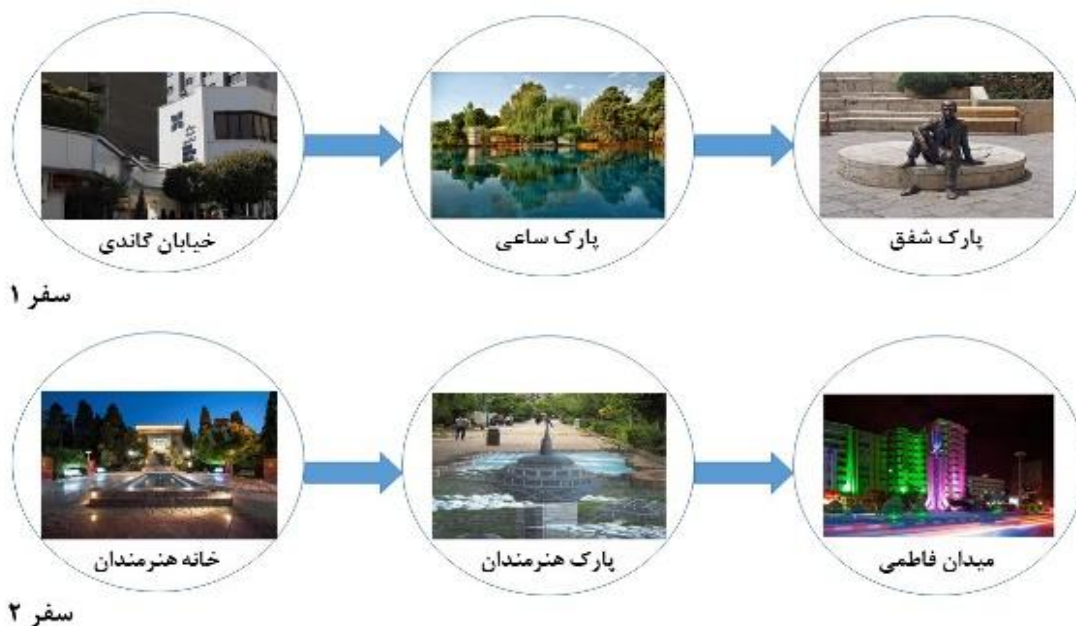 خیابان گاندی
پارک ساعی
پارک شفق
سفر ۱
خانه هنرمندان
پارک هنرمندان
میدان فاطمی
سفر ۲